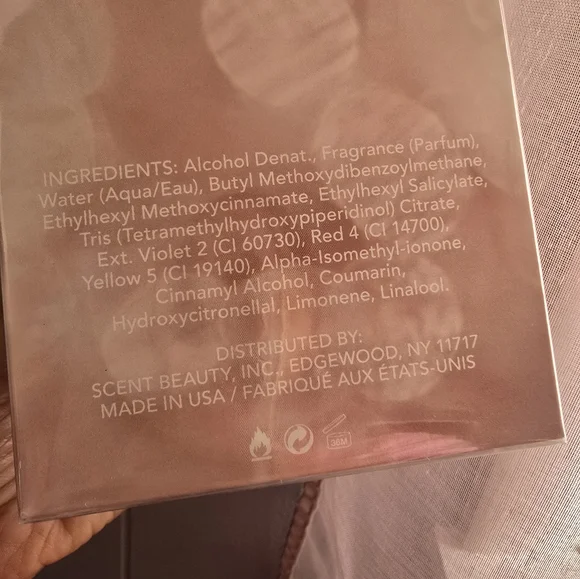 INGREDIENTS: Alcohol Denat., Fragrance (Parfum),
Water (Aqua/Eau), Butyl Methoxydibenzoylmethane,
Ethylhexyl Methoxycinnamate, Ethylhexyl Salicylate,
Tris (Tetramethylhydroxypiperidinol) Citrate,
Ext. Violet 2 (CI 60730), Red 4 (CI 14700),
Yellow 5 (CI 19140), Alpha-Isomethyl-ionone,
Cinnamyl Alcohol, Coumarin,
Hydroxycitronellal, Limonene, Linalool.
DISTRIBUTED BY:
SCENT BEAUTY, INC., EDGEWOOD, NY 11717
MADE IN USA / FABRIQUÉ AUX ÉTATS-UNIS
36M